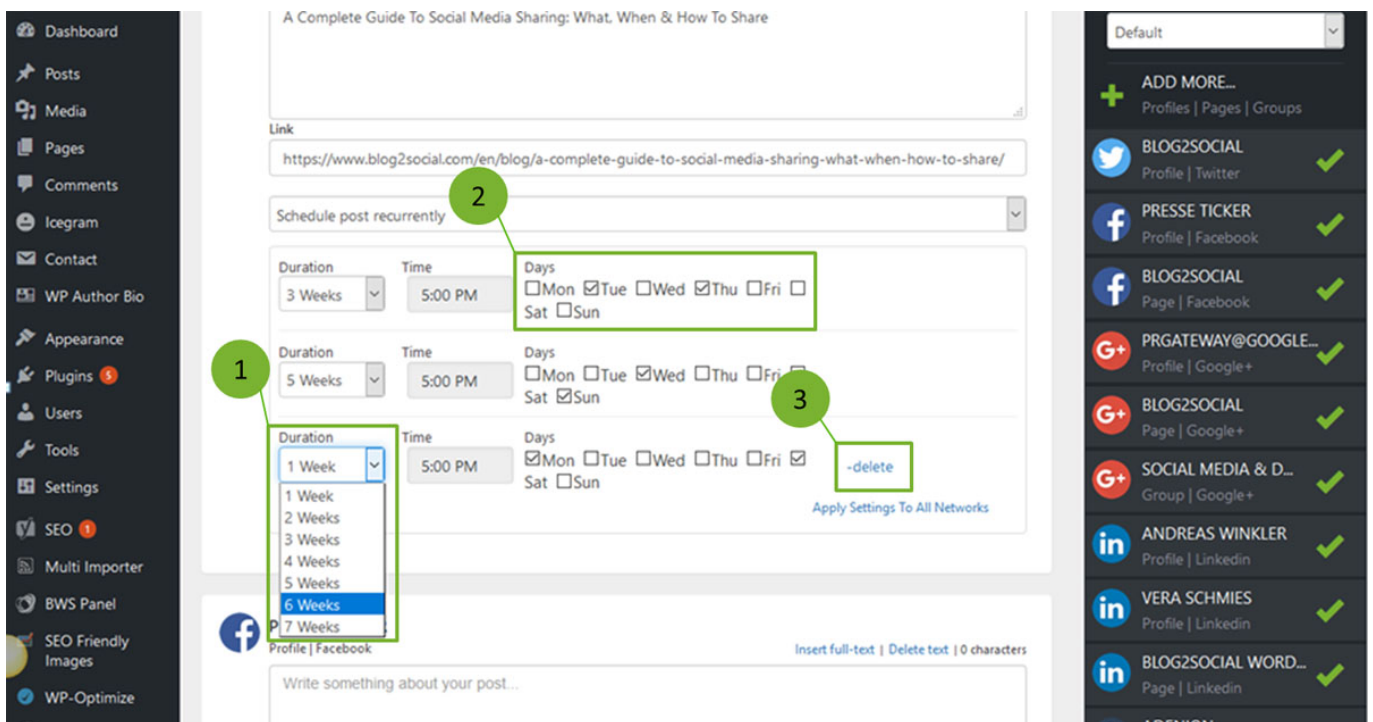 Dashboard
Posts
Media
Pages
Comments
Icegram
Contact
WP Author Bio
Appearance
Plugins 5
Users
Tools
Settings
SEO 1
Multi Importer
BWS Panel
SEO Friendly
Images
WP-Optimize
A Complete Guide To Social Media Sharing: What, When & How To Share
Link
https://www.blog2social.com/en/blog/a-complete-guide-to-social-media-sharing-what-when-how-to-share/
2
Schedule post recurrently
Duration Time Days
3 Weeks 5:00 PM Mon Tue Wed Thu Fri
Sat Sun
1
Duration Time Days
5 Weeks 5:00 PM Mon Tue Wed Thu Fri
Sat Sun
3
Duration Time Days
1 Week 5:00 PM Mon Tue Wed Thu Fri
Sat Sun
-delete
Apply Settings To All Networks
1 Week
2 Weeks
3 Weeks
4 Weeks
5 Weeks
6 Weeks
7 Weeks
Profile | Facebook
Insert full-text | Delete text | 0 characters
Write something about your post...
Default
ADD MORE...
Profiles | Pages | Groups
BLOG2SOCIAL
Profile | Twitter
PRESSE TICKER
Profile | Facebook
BLOG2SOCIAL
Page | Facebook
PRGATEWAY@GOOGLE...
Profile | Google+
BLOG2SOCIAL
Page | Google+
SOCIAL MEDIA & D...
Group | Google+
ANDREAS WINKLER
Profile | Linkedin
VERA SCHMIES
Profile | Linkedin
BLOG2SOCIAL WORD...
Page | Linkedin